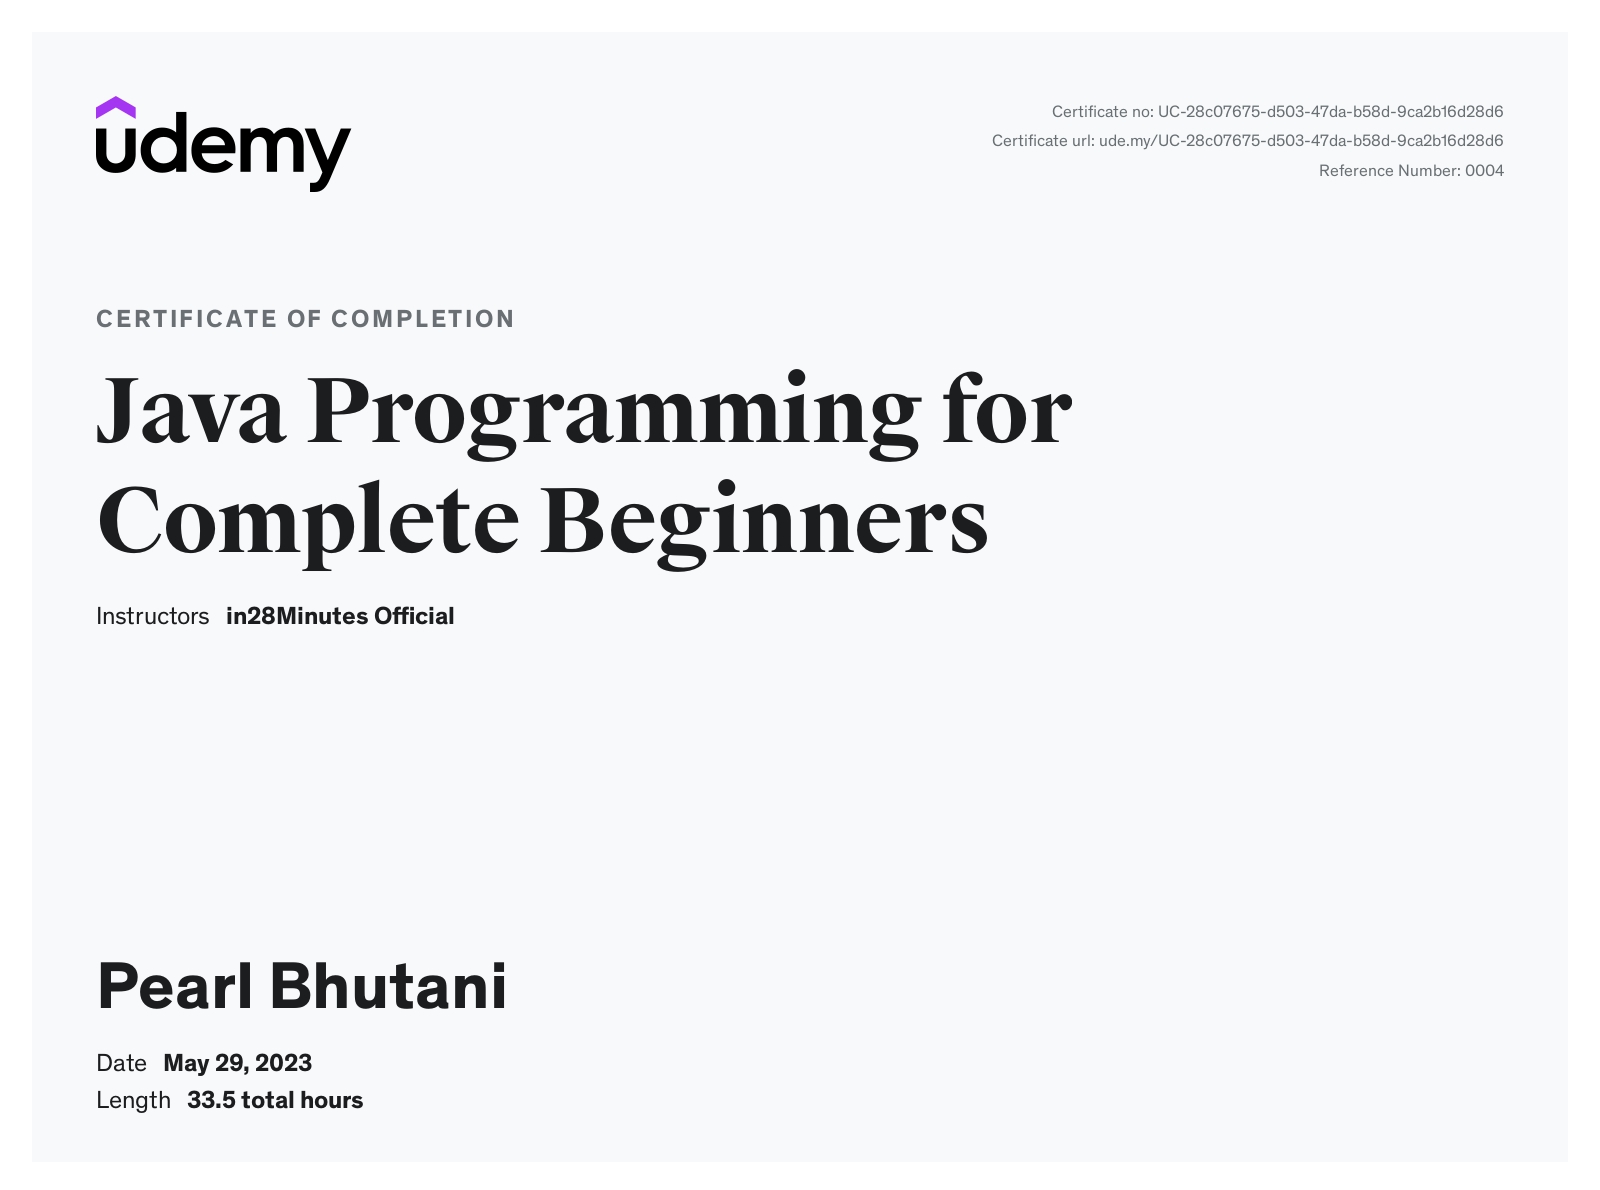 udemy
Certificate no: UC-28c07675-d503-47da-b58d-9ca2b16d28d6
Certificate url: ude.my/UC-28c07675-d503-47da-b58d-9ca2b16d28d6
Reference Number: 0004
CERTIFICATE OF COMPLETION
Java Programming for
Complete Beginners
Instructors in28Minutes Official
Pearl Bhutani
Date May 29, 2023
Length 33.5 total hours